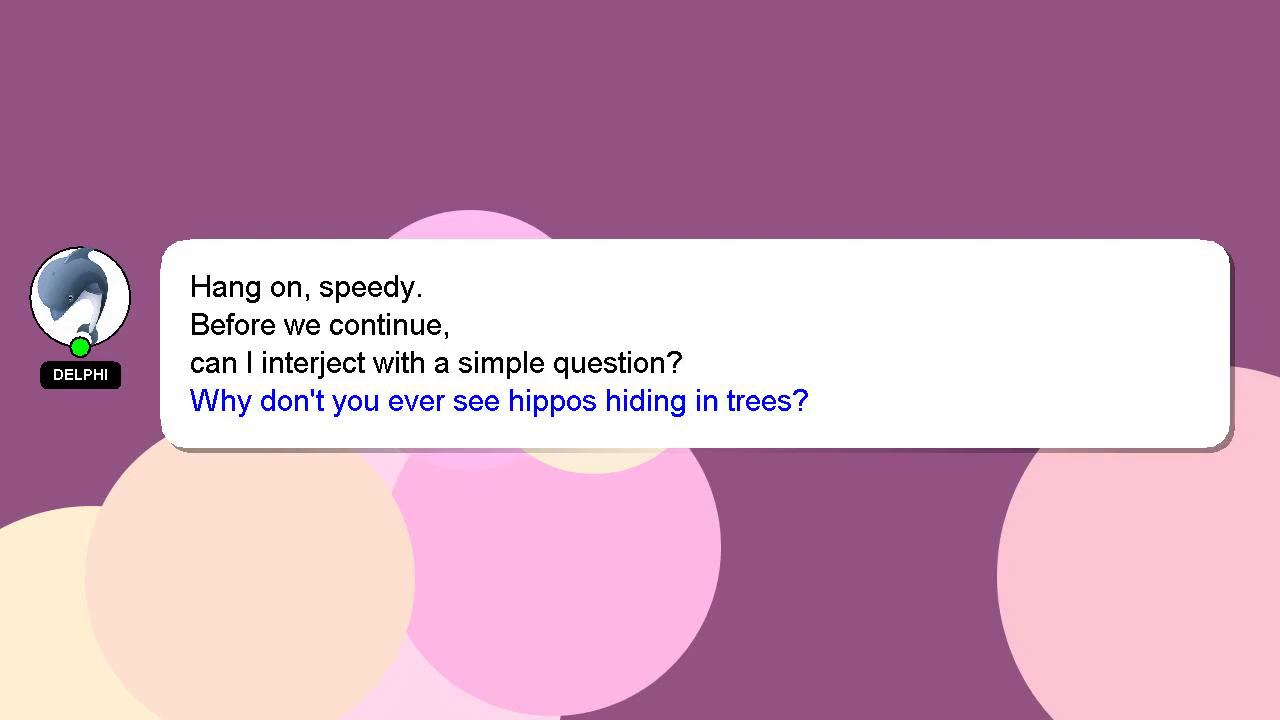 Hang on, speedy.
Before we continue,
can I interject with a simple question?
Why don't you ever see hippos hiding in trees?
DELPHI